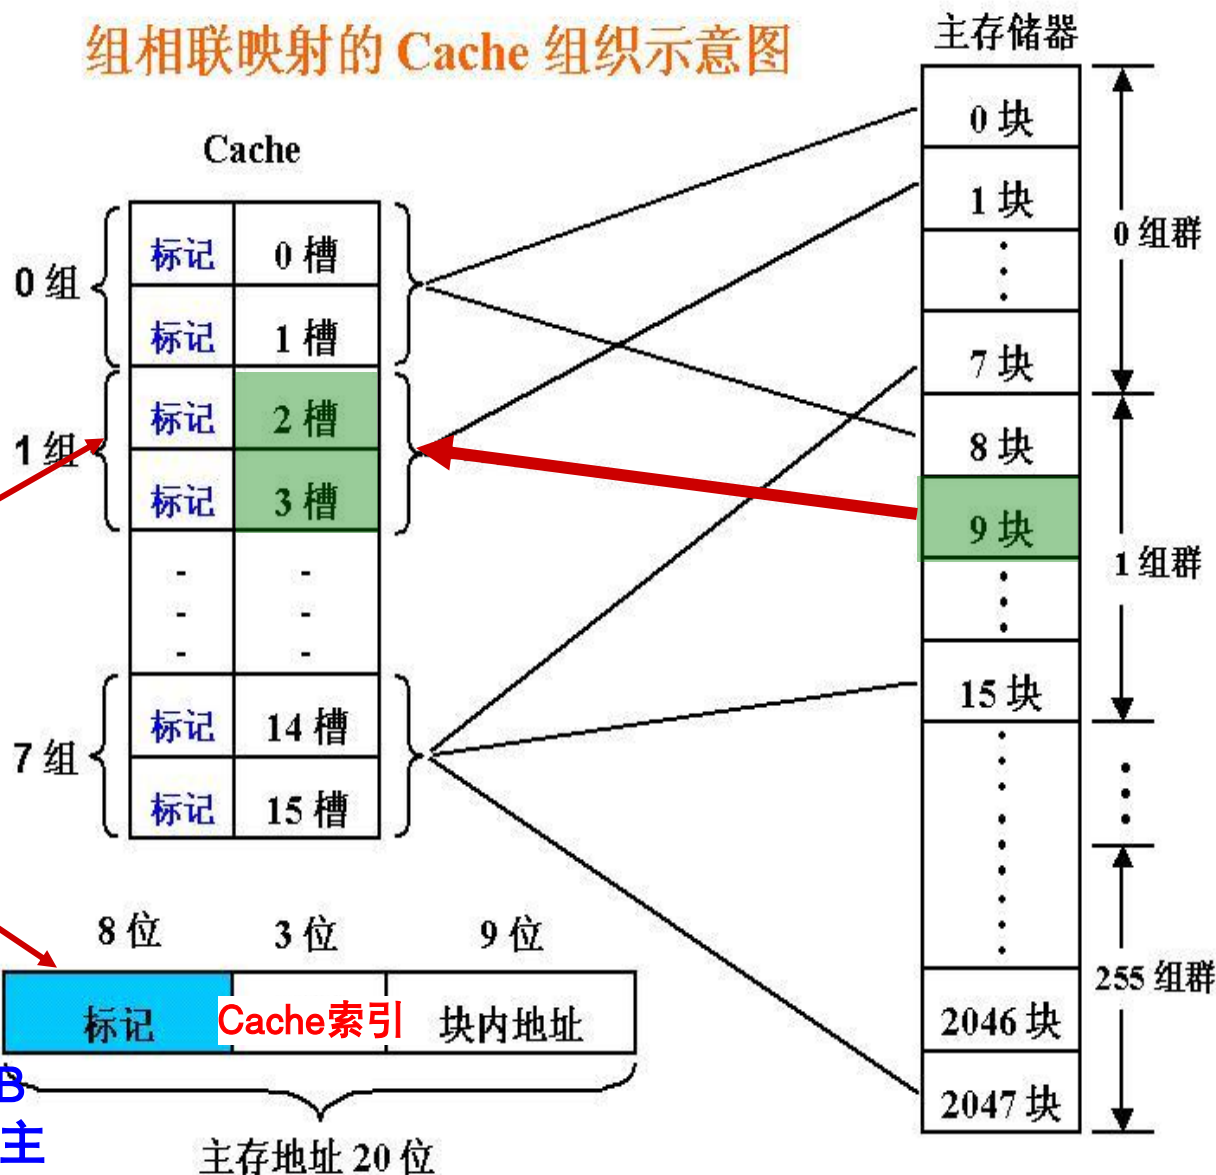 组相联映射的 Cache 组织示意图
主存储器
Cache
0 组
标记 0 槽
标记 1 槽
1 组
标记 2 槽
标记 3 槽
7 组
标记 14 槽
标记 15 槽
0 块
1 块
7 块
8 块
9 块
15 块
2046 块
2047 块
0 组群
1 组群
255 组群
8 位 3 位 9 位
标记 Cache索引 块内地址
B
主
主存地址 20 位